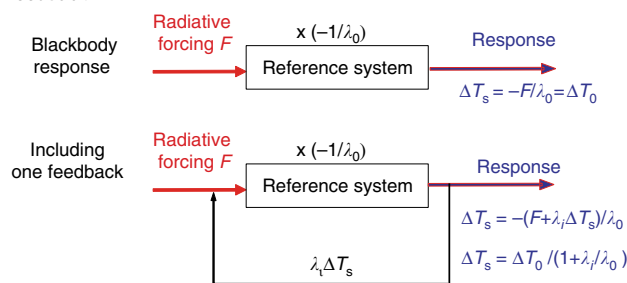 Radiative
forcing F
x (−1/λ₀)
Blackbody
response
Reference system
Response
ΔTₛ = −F/λ₀=ΔT₀
Including
one feedback
Radiative
forcing F
x (−1/λ₀)
Reference system
Response
ΔTₛ = −(F+λᵢΔTₛ)/λ₀
ΔTₛ = ΔT₀ /(1+λᵢ/λ₀ )
λιΔTₛ